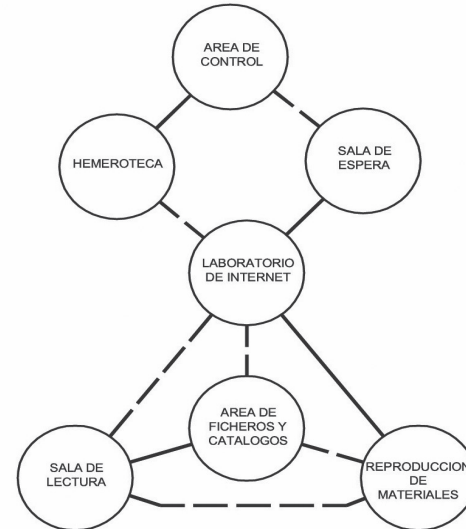 AREA DE
CONTROL
HEMEROTECA
SALA DE
ESPERA
LABORATORIO
DE INTERNET
AREA DE
FICHEROS Y
CATALOGOS
SALA DE
LECTURA
REPRODUCCION
DE
MATERIALES